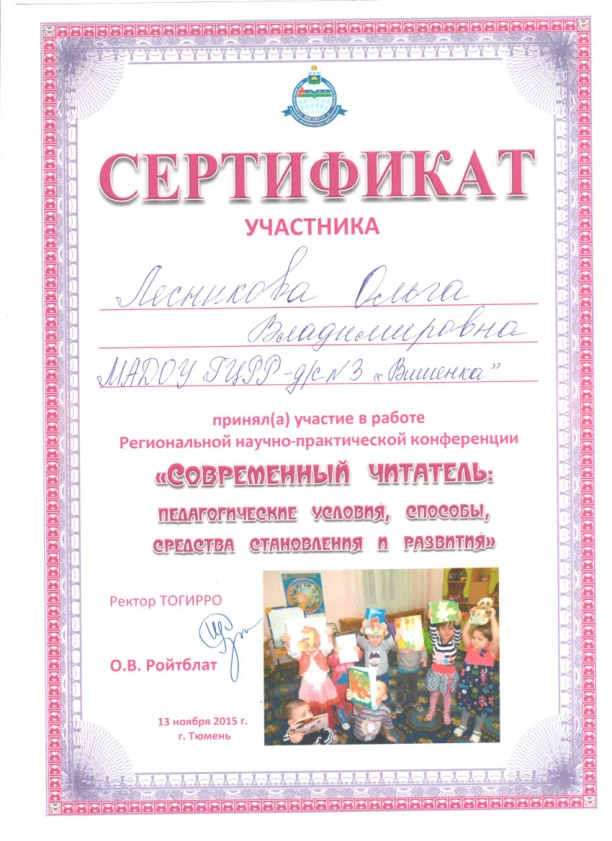 СЕРТИФИКАТ
УЧАСТНИКА
Лесникова Ольга
Владимировна
МАДОУ ГЦРР-д/с №3 «Вишенка"
принял(а) участие в работе
Региональной научно-практической конференции
«СОВРЕМЕННЫЙ ЧИТАТЕЛЬ:
ПЕДАГОГИЧЕСКИЕ УСЛОВИЯ, СПОСОБЫ,
СРЕДСТВА СТАНОВЛЕНИЯ И РАЗВИТИЯ»
Ректор ТОГИРРО
О.В. Ройтблат
13 ноября 2015 г.
г. Тюмень